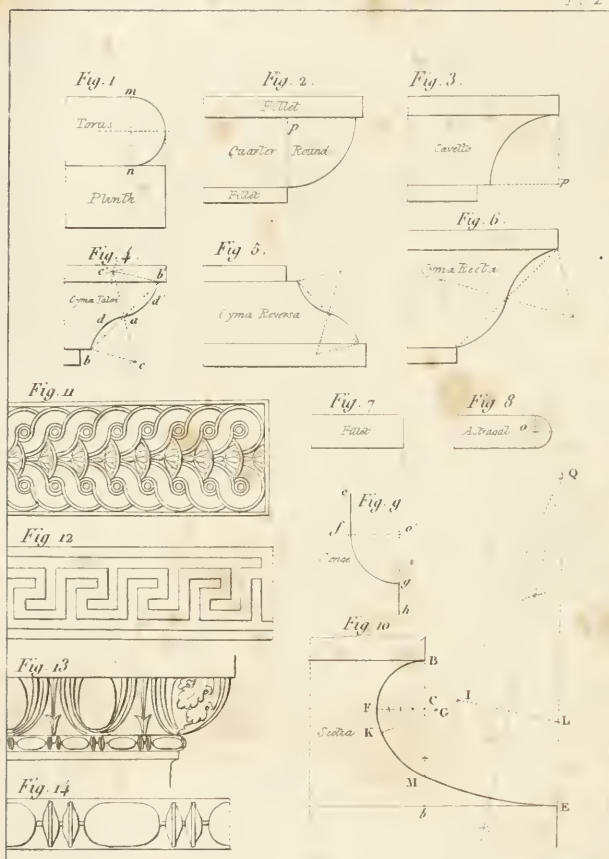 Fig. 1
m
Torus
n
Plinth
Fig. 2.
Fillet
p
Quarter Round
Fillet
Fig. 3.
Cavetto
p
Fig. 4
c
b
Cyma
d
d
a
b
c
Fig 5.
Cyma Reversa
Fig 6.
Cyma Recta
Fig. 11
Fig. 7
Fillet
Fig 8
Astragal o
Q
Fig. 9
e
f
o
Conge
g
h
Fig 12
Fig 10
B
C
I
F
G
L
Scotia
K
M
b
E
Fig. 13
Fig. 14